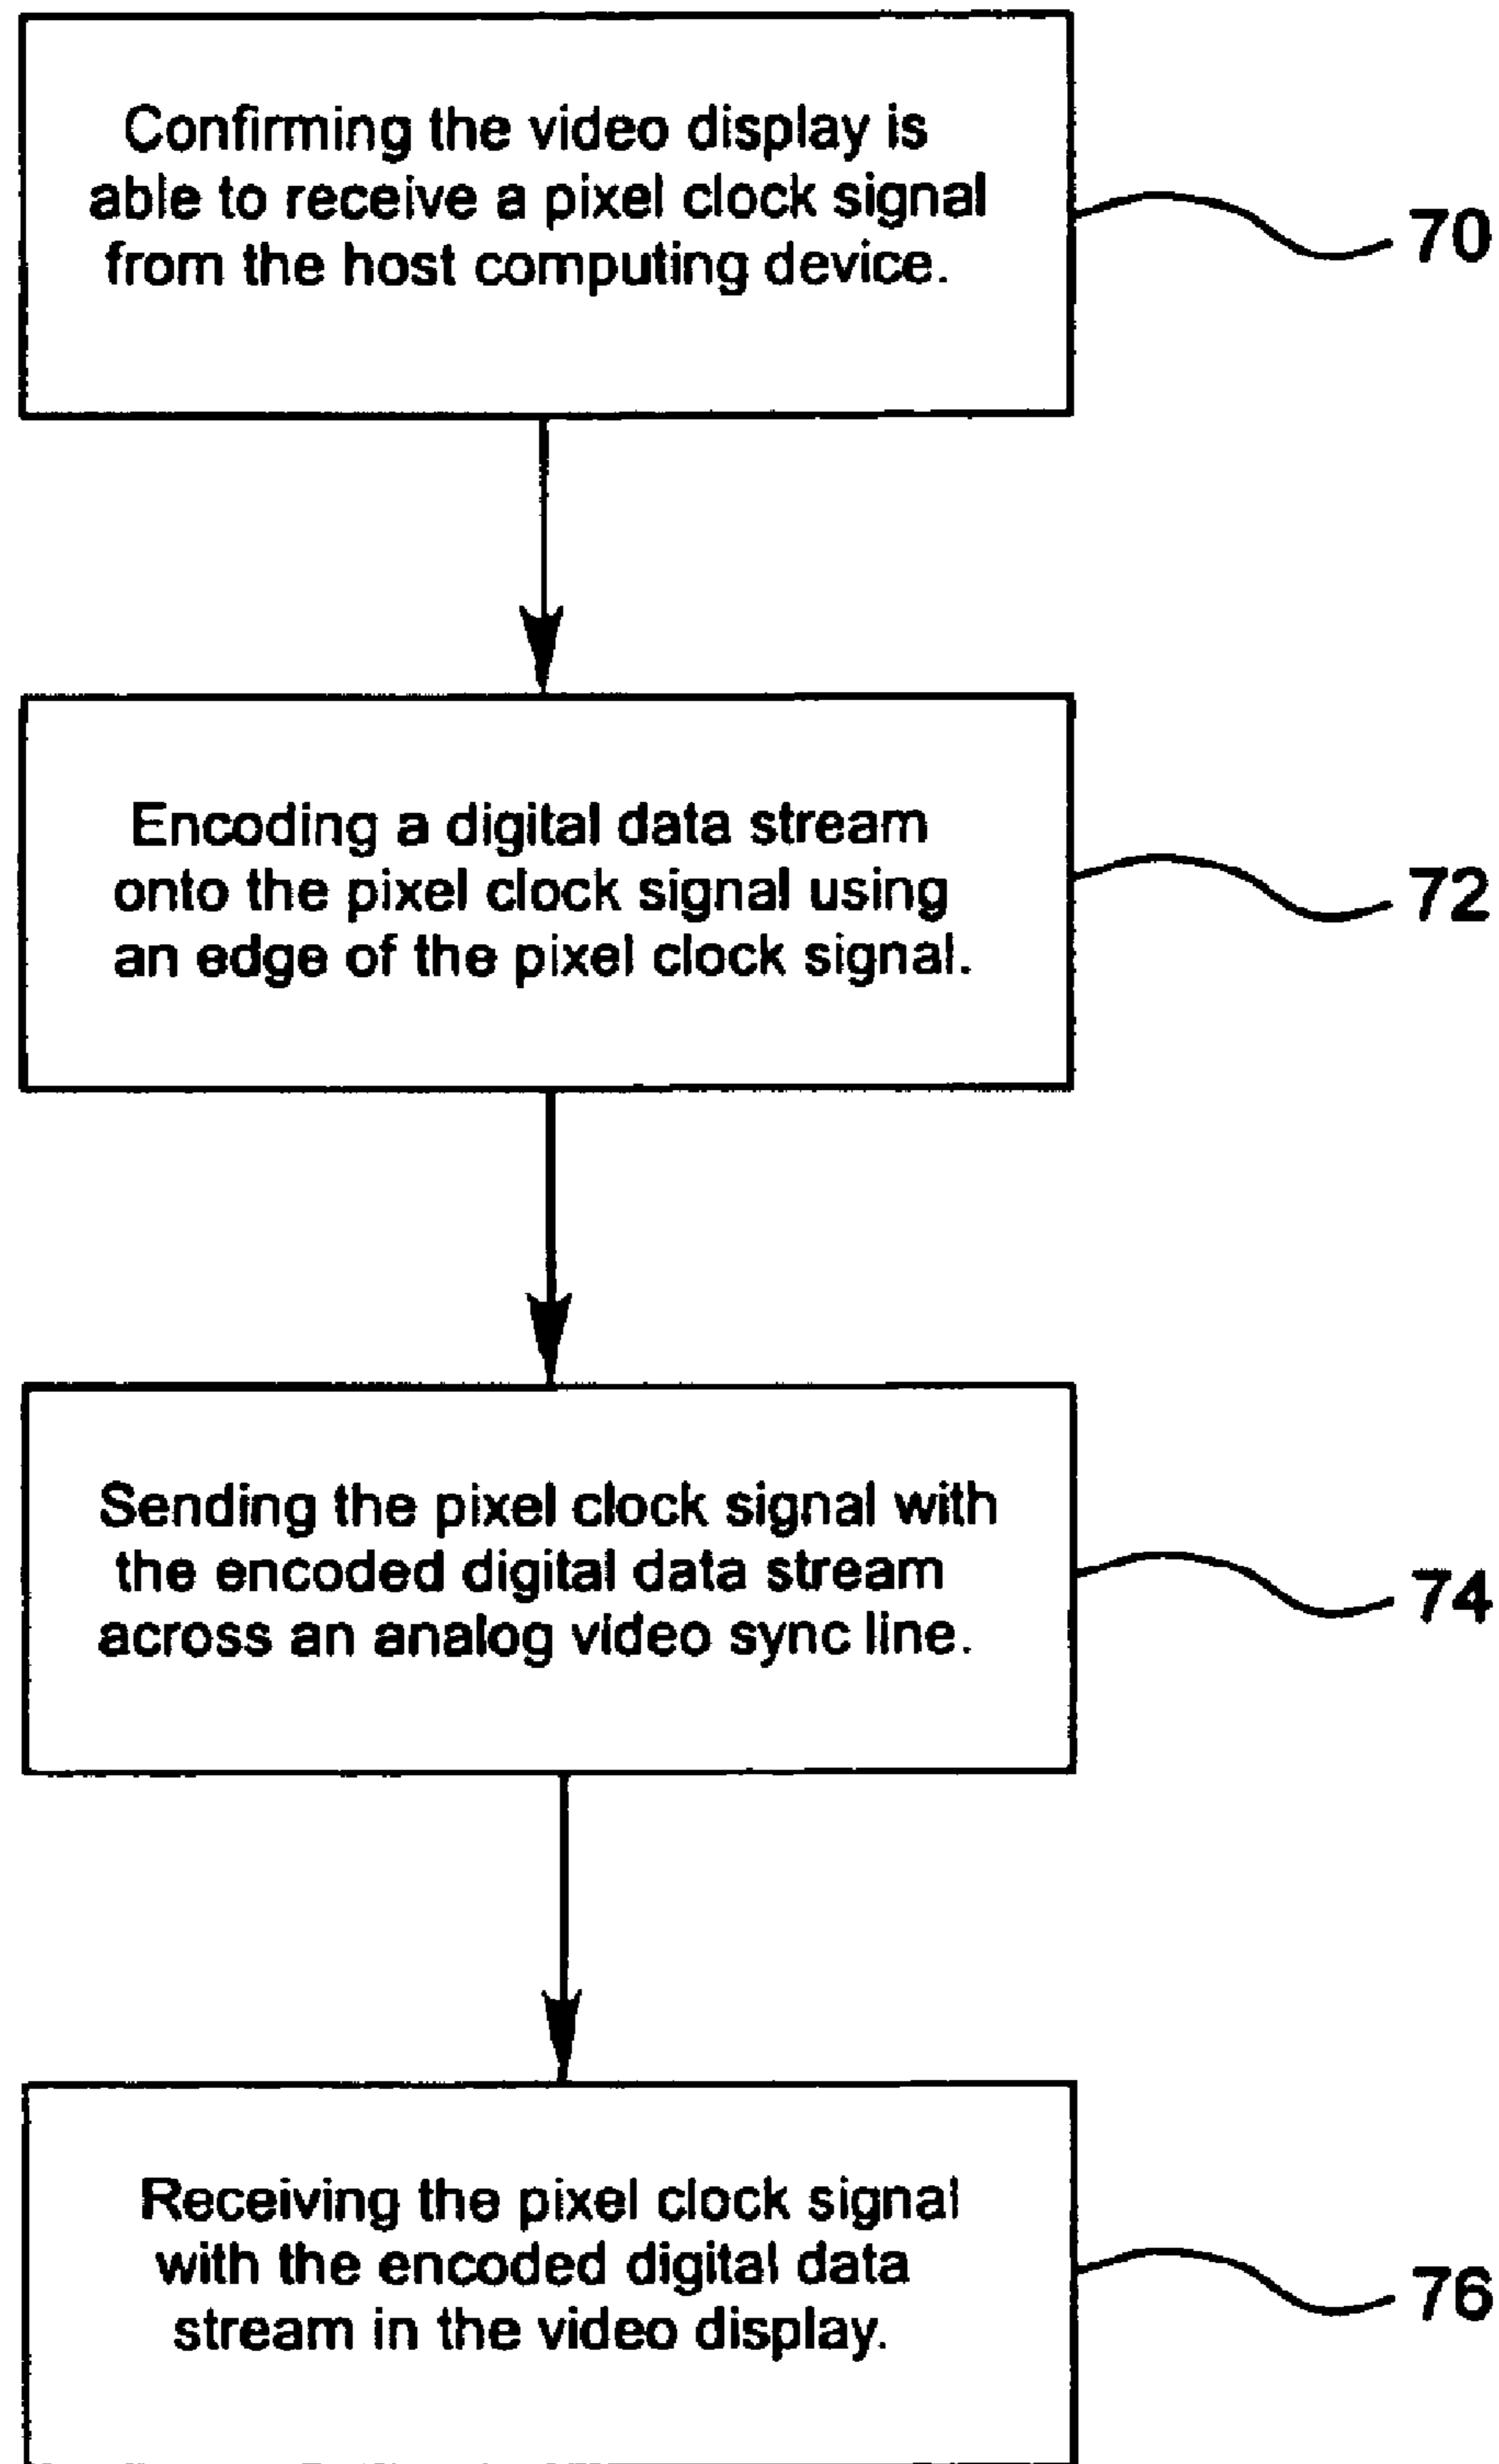 Confirming the video display is
able to receive a pixel clock signal
from the host computing device.
70
Encoding a digital data stream
onto the pixel clock signal using
an edge of the pixel clock signal.
72
Sending the pixel clock signal with
the encoded digital data stream
across an analog video sync line.
74
Receiving the pixel clock signal
with the encoded digital data
stream in the video display.
76